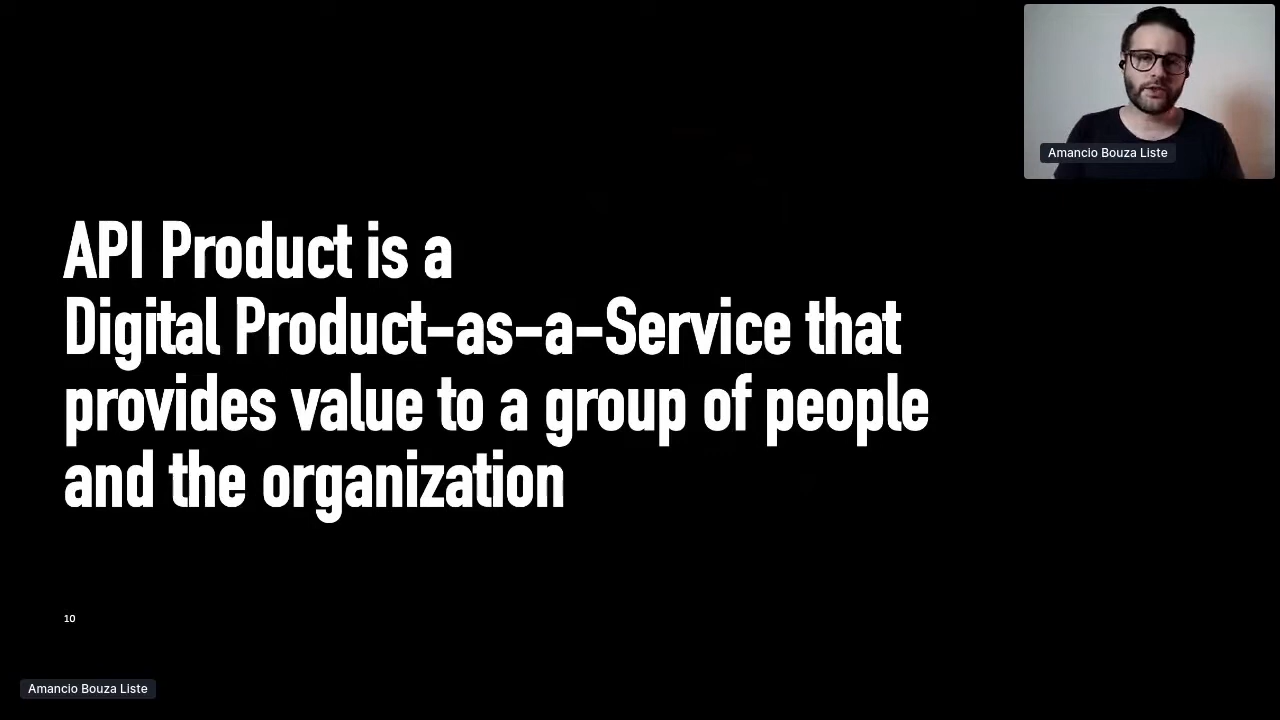 Amancio Bouza Liste
API Product is a
Digital Product-as-a-Service that
provides value to a group of people
and the organization
10
Amancio Bouza Liste